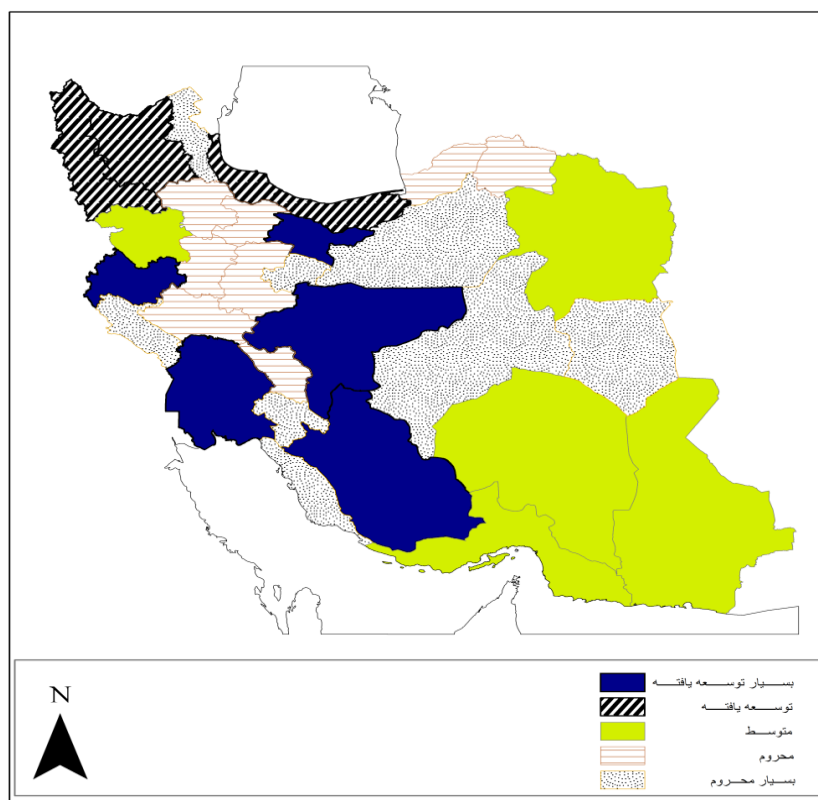 N
بسیار توسعه یافته
توسعه یافته
متوسط
محروم
بسیار محروم